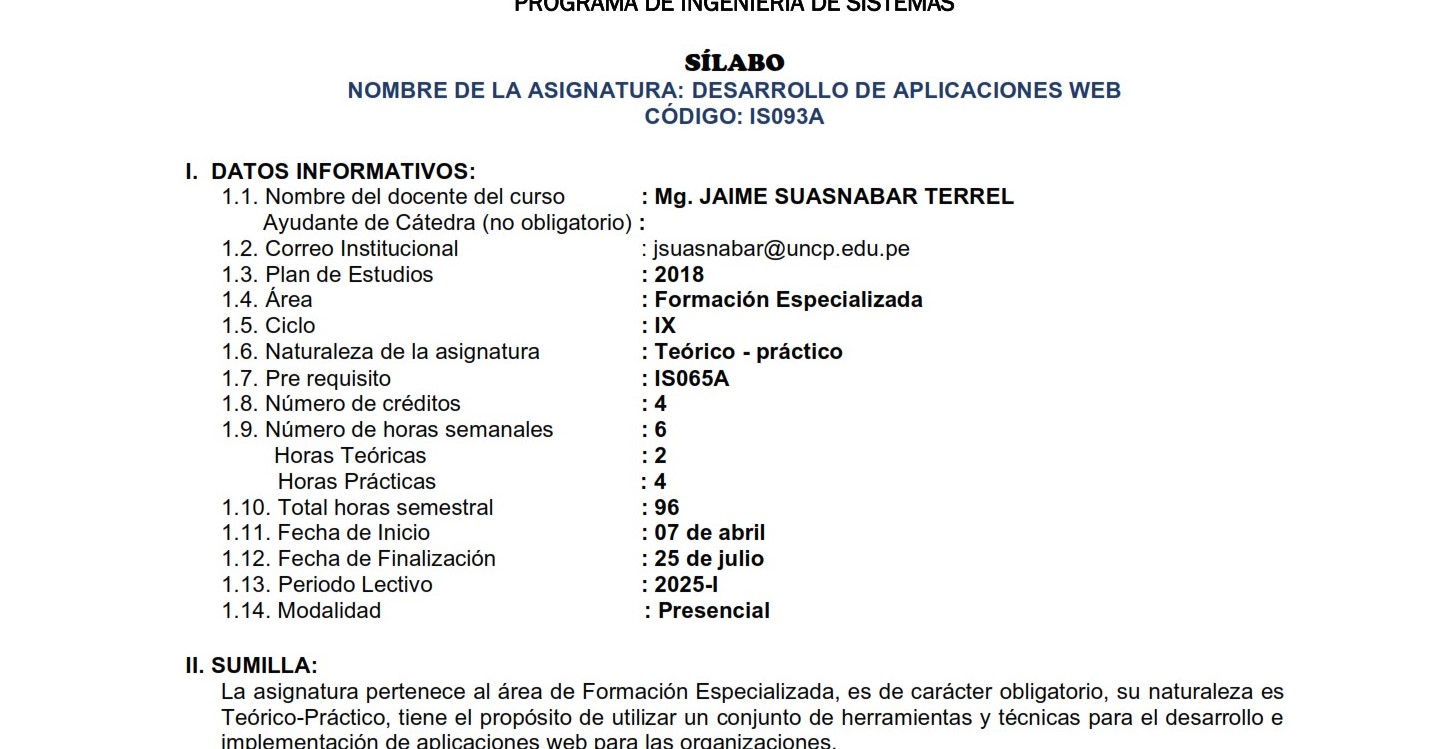 PROGRAMA DE INGENIERIA DE SISTEMAS
SÍLABO
NOMBRE DE LA ASIGNATURA: DESARROLLO DE APLICACIONES WEB
CÓDIGO: IS093A
I. DATOS INFORMATIVOS:
1.1. Nombre del docente del curso : Mg. JAIME SUASNABAR TERREL
Ayudante de Cátedra (no obligatorio) :
1.2. Correo Institucional : jsuasnabar@uncp.edu.pe
1.3. Plan de Estudios : 2018
1.4. Área : Formación Especializada
1.5. Ciclo : IX
1.6. Naturaleza de la asignatura : Teórico - práctico
1.7. Pre requisito : IS065A
1.8. Número de créditos : 4
1.9. Número de horas semanales : 6
Horas Teóricas : 2
Horas Prácticas : 4
1.10. Total horas semestral : 96
1.11. Fecha de Inicio : 07 de abril
1.12. Fecha de Finalización : 25 de julio
1.13. Periodo Lectivo : 2025-I
1.14. Modalidad : Presencial
II. SUMILLA:
La asignatura pertenece al área de Formación Especializada, es de carácter obligatorio, su naturaleza es
Teórico-Práctico, tiene el propósito de utilizar un conjunto de herramientas y técnicas para el desarrollo e
implementación de aplicaciones web para las organizaciones.